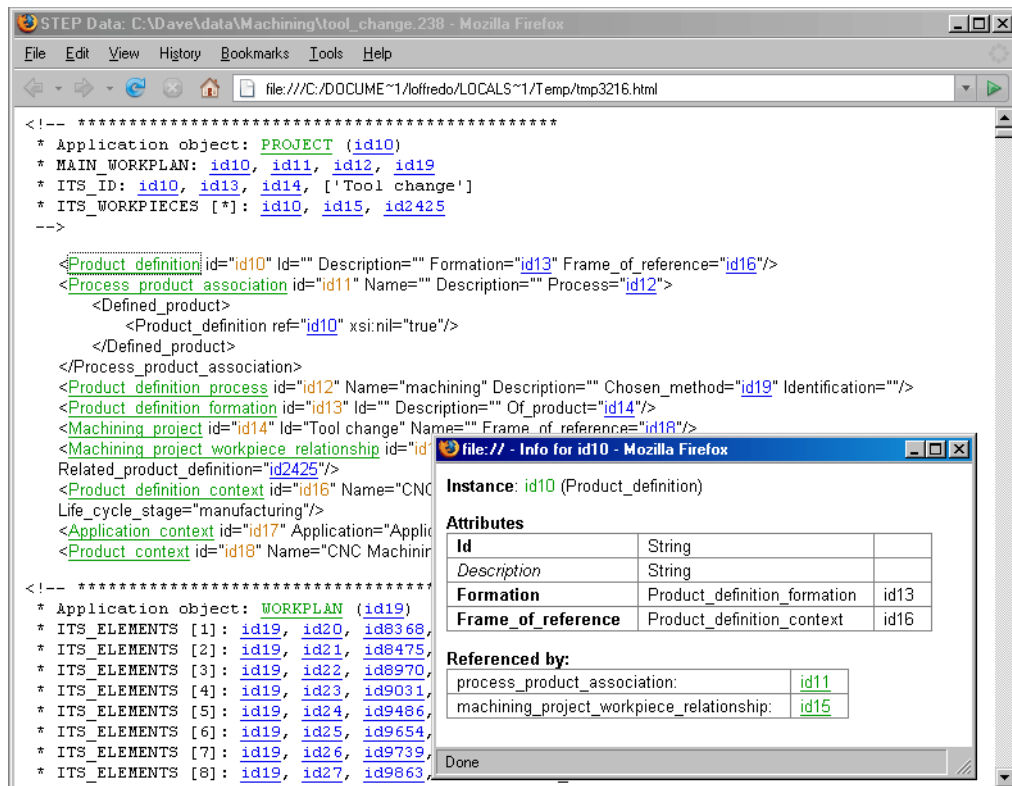 STEP Data: C:\Dave\data\Machining\tool_change.238 - Mozilla Firefox
File Edit View History Bookmarks Tools Help
file:///C:/DOCUME~1/loffredo/LOCALS~1/Temp/tmp3216.html
<!-- ***********************************************
* Application object: PROJECT (id10)
* MAIN_WORKPLAN: id10, id11, id12, id19
* ITS_ID: id10, id13, id14, ['Tool change']
* ITS_WORKPIECES [*]: id10, id15, id2425
-->
<Product_definition id="id10" Id="" Description="" Formation="id13" Frame_of_reference="id16"/>
<Process_product_association id="id11" Name="" Description="" Process="id12">
<Defined_product>
<Product_definition ref="id10" xsi:nil="true"/>
</Defined_product>
</Process_product_association>
<Product_definition_process id="id12" Name="machining" Description="" Chosen_method="id19" Identification=""/>
<Product_definition_formation id="id13" Id="" Description="" Of_product="id14"/>
<Machining_project id="id14" Id="Tool change" Name="" Frame_of_reference="id18"/>
<Machining_project_workpiece_relationship id="id1
Related_product_definition="id2425"/>
<Product_definition_context id="id16" Name="CNC
Life_cycle_stage="manufacturing"/>
<Application_context id="id17" Application="Applic
<Product_context id="id18" Name="CNC Machinin
<!-- ***********************************
* Application object: WORKPLAN (id19)
* ITS_ELEMENTS [1]: id19, id20, id8368,
* ITS_ELEMENTS [2]: id19, id21, id8475,
* ITS_ELEMENTS [3]: id19, id22, id8970,
* ITS_ELEMENTS [4]: id19, id23, id9031,
* ITS_ELEMENTS [5]: id19, id24, id9486,
* ITS_ELEMENTS [6]: id19, id25, id9654,
* ITS_ELEMENTS [7]: id19, id26, id9739,
* ITS_ELEMENTS [8]: id19, id27, id9863,
file:// - Info for id10 - Mozilla Firefox
Instance: id10 (Product_definition)
Attributes
Id String
Description String
Formation Product_definition_formation id13
Frame_of_reference Product_definition_context id16
Referenced by:
process_product_association: id11
machining_project_workpiece_relationship: id15
Done